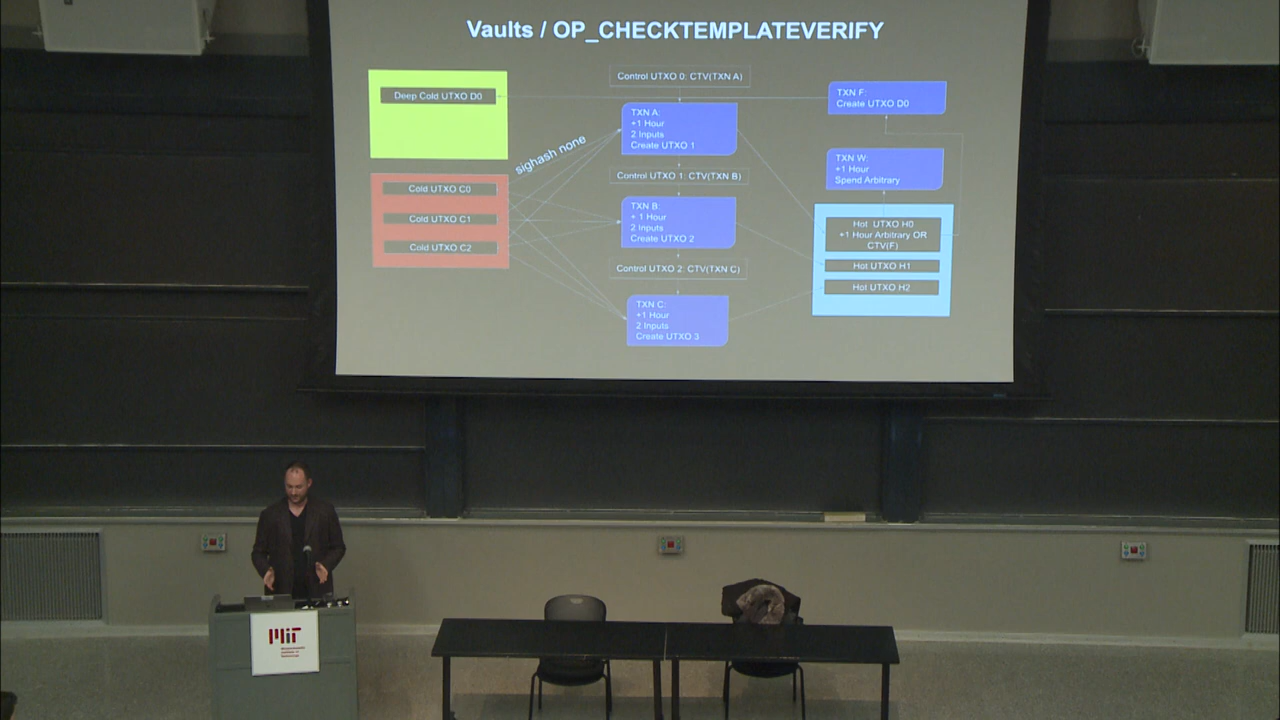 Vaults / OP_CHECKTEMPLATEVERIFY
Deep Cold UTXO D0
Cold UTXO C0
Cold UTXO C1
Cold UTXO C2
sighash none
Control UTXO 0: CTV(TXN A)
TXN A:
+1 Hour
2 Inputs
Create UTXO 1
Control UTXO 1: CTV(TXN B)
TXN B:
+ 1 Hour
2 Inputs
Create UTXO 2
Control UTXO 2: CTV(TXN C)
TXN C:
+1 Hour
2 Inputs
Create UTXO 3
TXN F:
Create UTXO D0
TXN W:
+1 Hour
Spend Arbitrary
Hot UTXO H0
+1 Hour Arbitrary OR
CTV(F)
Hot UTXO H1
Hot UTXO H2
MIT
Massachusetts
Institute of
Technology